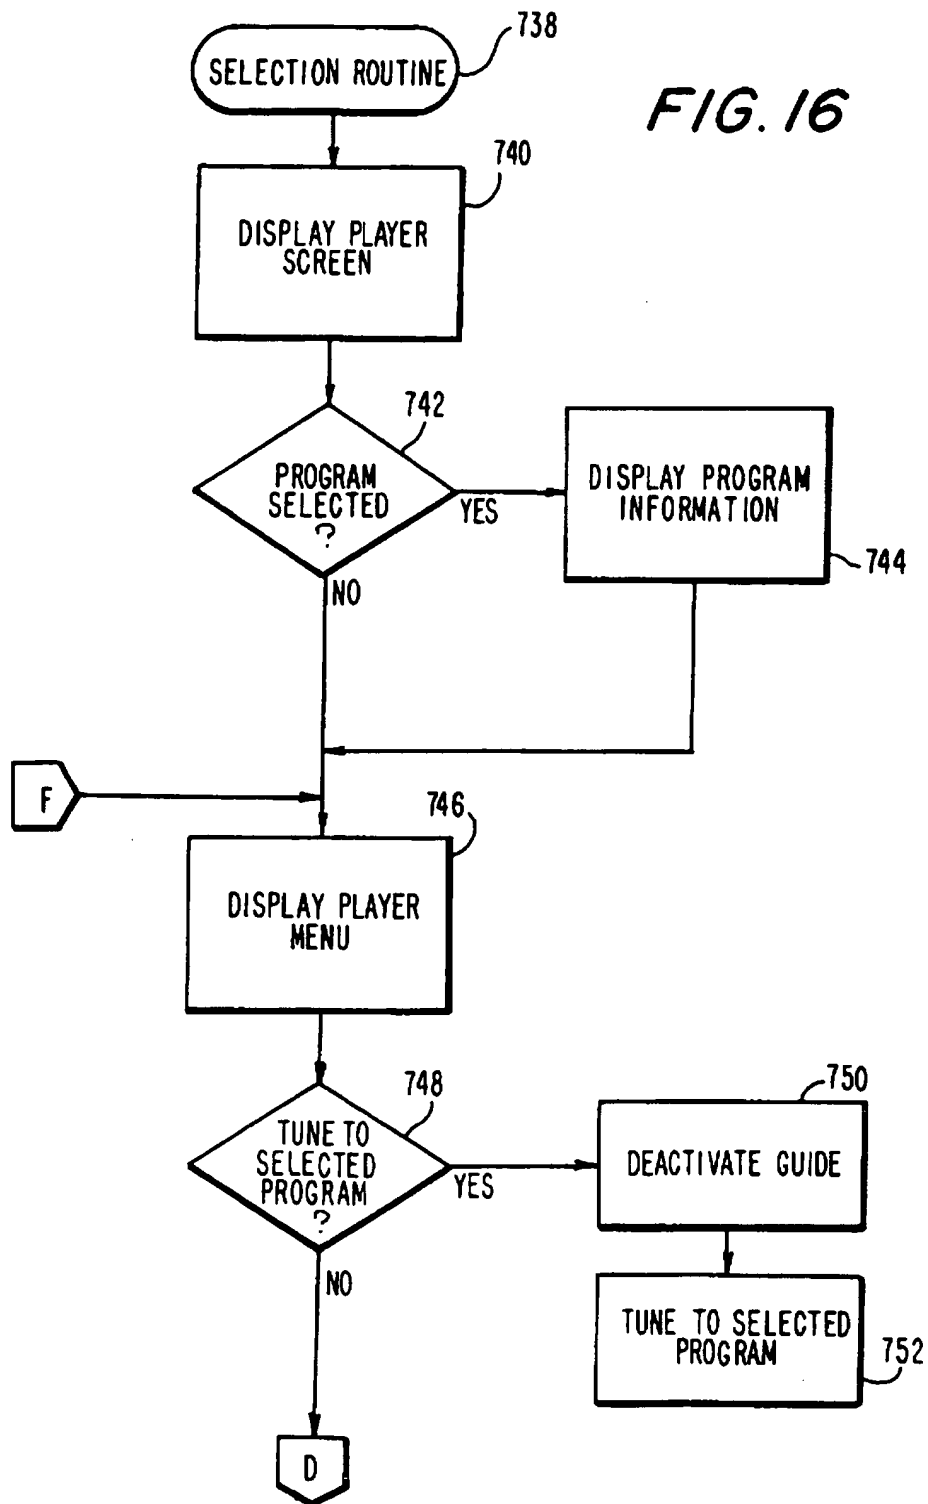 738
SELECTION ROUTINE
FIG. 16
740
DISPLAY PLAYER
SCREEN
742
PROGRAM
SELECTED
?
YES
NO
DISPLAY PROGRAM
INFORMATION
744
F
746
DISPLAY PLAYER
MENU
748
TUNE TO
SELECTED
PROGRAM
?
YES
NO
750
DEACTIVATE GUIDE
TUNE TO SELECTED
PROGRAM
752
D